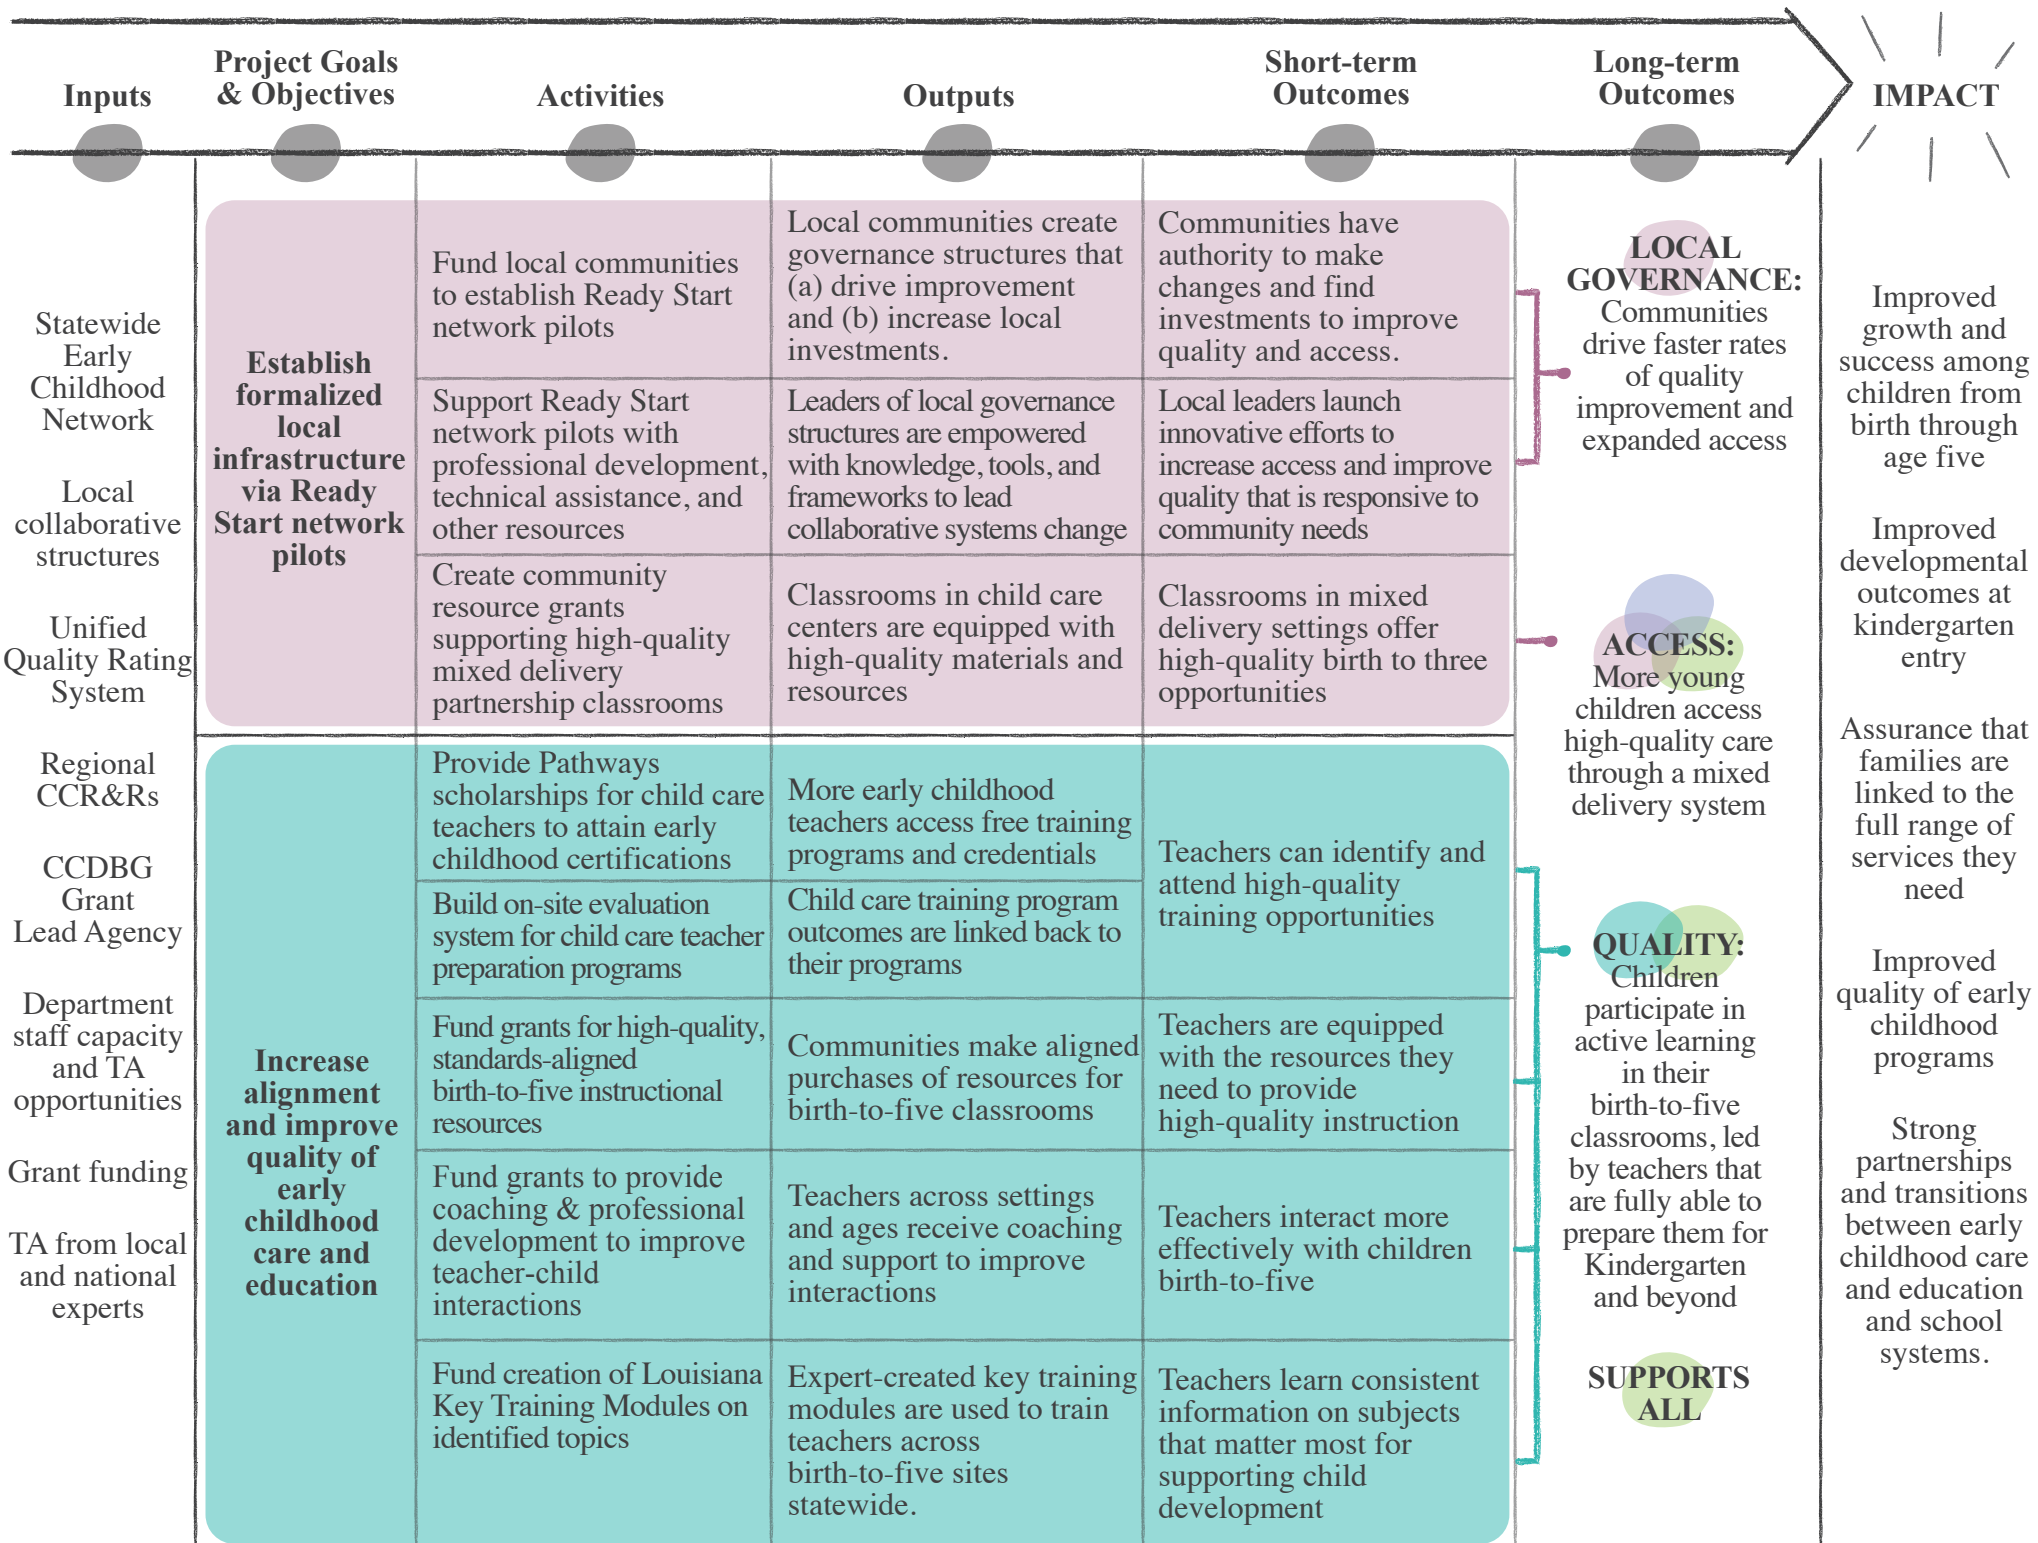 Inputs
Project Goals
& Objectives
Activities
Outputs
Short-term
Outcomes
Long-term
Outcomes
IMPACT
Statewide
Early
Childhood
Network
Local
collaborative
structures
Unified
Quality Rating
System
Regional
CCR&Rs
CCDBG
Grant
Lead Agency
Department
staff capacity
and TA
opportunities
Grant funding
TA from local
and national
experts
Establish
formalized
local
infrastructure
via Ready
Start network
pilots
Fund local communities
to establish Ready Start
network pilots
Local communities create
governance structures that
(a) drive improvement
and (b) increase local
investments.
Communities have
authority to make
changes and find
investments to improve
quality and access.
Support Ready Start
network pilots with
professional development,
technical assistance, and
other resources
Leaders of local governance
structures are empowered
with knowledge, tools, and
frameworks to lead
collaborative systems change
Local leaders launch
innovative efforts to
increase access and improve
quality that is responsive to
community needs
Create community
resource grants
supporting high-quality
mixed delivery
partnership classrooms
Classrooms in child care
centers are equipped with
high-quality materials and
resources
Classrooms in mixed
delivery settings offer
high-quality birth to three
opportunities
Increase
alignment
and improve
quality of
early
childhood
care and
education
Provide Pathways
scholarships for child care
teachers to attain early
childhood certifications
More early childhood
teachers access free training
programs and credentials
Teachers can identify and
attend high-quality
training opportunities
Build on-site evaluation
system for child care teacher
preparation programs
Child care training program
outcomes are linked back to
their programs
Fund grants for high-quality,
standards-aligned
birth-to-five instructional
resources
Communities make aligned
purchases of resources for
birth-to-five classrooms
Teachers are equipped
with the resources they
need to provide
high-quality instruction
Fund grants to provide
coaching & professional
development to improve
teacher-child
interactions
Teachers across settings
and ages receive coaching
and support to improve
interactions
Teachers interact more
effectively with children
birth-to-five
Fund creation of Louisiana
Key Training Modules on
identified topics
Expert-created key training
modules are used to train
teachers across
birth-to-five sites
statewide.
Teachers learn consistent
information on subjects
that matter most for
supporting child
development
LOCAL
GOVERNANCE:
Communities
drive faster rates
of quality
improvement and
expanded access
ACCESS:
More young
children access
high-quality care
through a mixed
delivery system
QUALITY:
Children
participate in
active learning
in their
birth-to-five
classrooms, led
by teachers that
are fully able to
prepare them for
Kindergarten
and beyond
SUPPORTS
ALL
Improved
growth and
success among
children from
birth through
age five
Improved
developmental
outcomes at
kindergarten
entry
Assurance that
families are
linked to the
full range of
services they
need
Improved
quality of early
childhood
programs
Strong
partnerships
and transitions
between early
childhood care
and education
and school
systems.